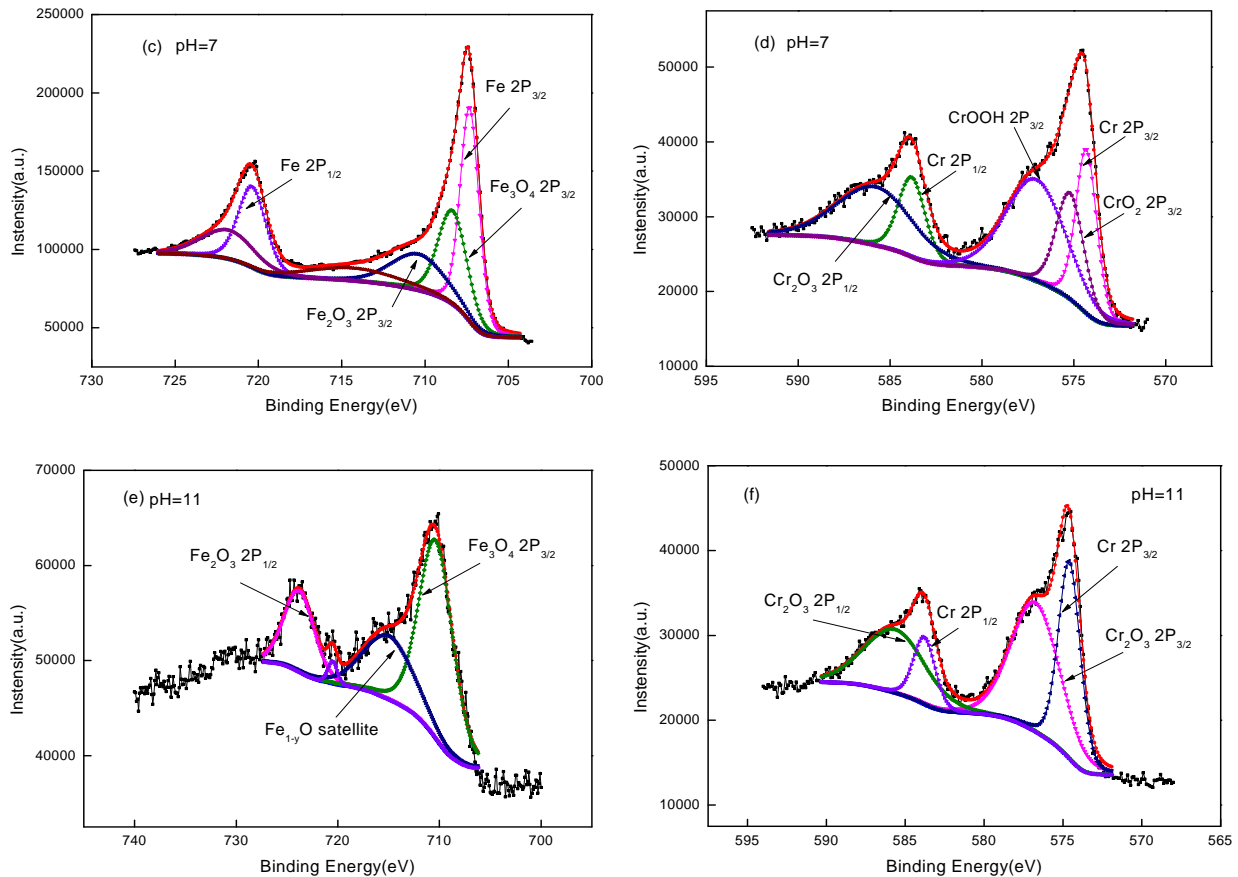 (c) pH=7
Fe 2P3/2
Fe 2P1/2
Fe3O4 2P3/2
Fe2O3 2P3/2
250000
200000
150000
100000
50000
Instensity(a.u.)
730 725 720 715 710 705 700
Binding Energy(eV)
(d) pH=7
CrOOH 2P3/2
Cr 2P3/2
Cr 2P1/2
CrO2 2P3/2
Cr2O3 2P1/2
50000
40000
30000
20000
10000
Instensity(a.u.)
595 590 585 580 575 570
Binding Energy(eV)
(e) pH=11
Fe2O3 2P1/2
Fe3O4 2P3/2
Fe1-yO satellite
70000
60000
50000
40000
Instensity(a.u.)
740 730 720 710 700
Binding Energy(eV)
(f) pH=11
Cr 2P3/2
Cr2O3 2P1/2
Cr 2P1/2
Cr2O3 2P3/2
50000
40000
30000
20000
10000
Instensity(a.u.)
595 590 585 580 575 570 565
Binding Energy(eV)